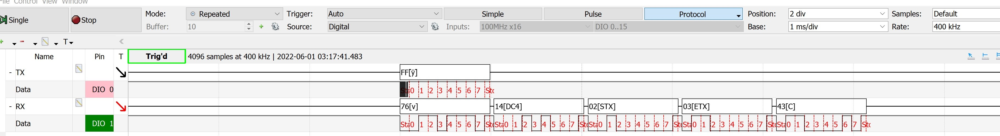 File Control View Window
Single Stop Mode: Repeated Trigger: Auto Simple Pulse Protocol Position: 2 div Samples: Default
Buffer: 10 Source: Digital Inputs: 100MHz x16 DIO 0..15 Base: 1 ms/div Rate: 400 kHz
T
Name Pin T Trig'd 4096 samples at 400 kHz | 2022-06-01 03:17:41.483
- TX FF[ÿ]
Data DIO 0 Sta 0 1 2 3 4 5 6 7 Sto
- RX 76[v] 14[DC4] 02[STX] 03[ETX] 43[C]
Data DIO 1 Sta 0 1 2 3 4 5 6 7 Sto Sta 0 1 2 3 4 5 6 7 Sto Sta 0 1 2 3 4 5 6 7 Sto Sta 0 1 2 3 4 5 6 7 Sto Sta 0 1 2 3 4 5 6 7 Sto